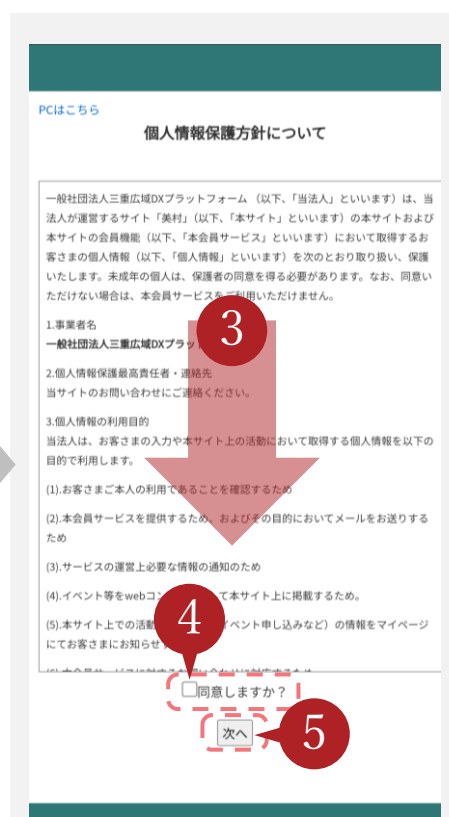 PCはこちら
個人情報保護方針について
一般社団法人三重広域DXプラットフォーム （以下、「当法人」といいます）は、当
法人が運営するサイト「美村」（以下、「本サイト」といいます）の本サイトおよび
本サイトの会員機能（以下、「本会員サービス」といいます）において取得するお
客さまの個人情報（以下、「個人情報」といいます）を次のとおり取り扱い、保護
いたします。未成年の個人は、保護者の同意を得る必要があります。なお、同意い
ただけない場合は、本会員サービスをご利用いただけません。
1.事業者名
一般社団法人三重広域DXプラッ
3
2.個人情報保護最高責任者・連絡先
当サイトのお問い合わせにご連絡ください。
3.個人情報の利用目的
当法人は、お客さまの入力や本サイト上の活動において取得する個人情報を以下の
目的で利用します。
(1).お客さまご本人の利用であることを確認するため
(2).本会員サービスを提供するため、およびその目的においてメールをお送りする
ため
(3).サービスの運営上必要な情報の通知のため
(4).イベント等をwebコン て本サイト上に掲載するため。
4
(5).本サイト上での活動 イベント申し込みなど）の情報をマイページ
にてお客さまにお知らせ
同意しますか？
次へ
5